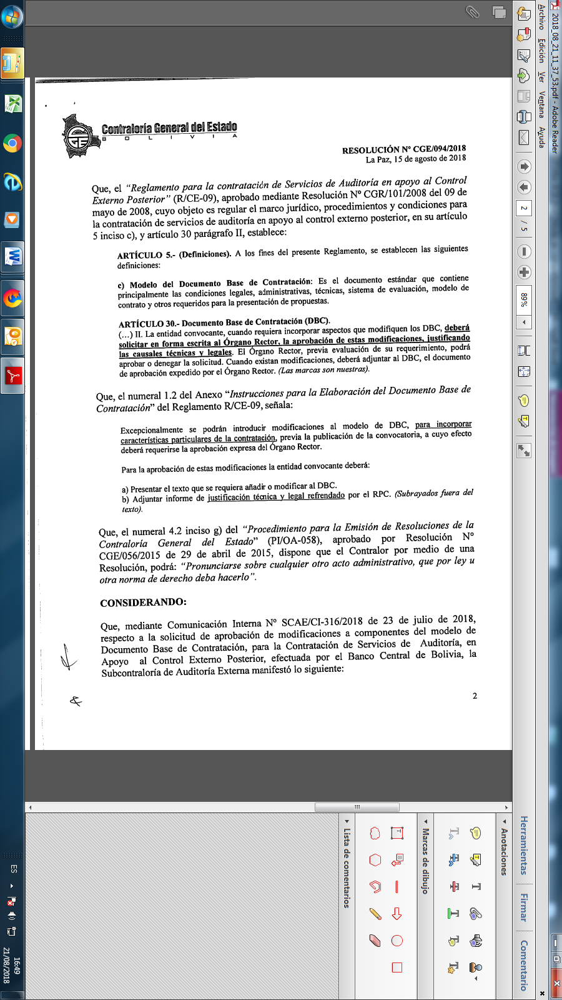 2018_08_21_11_37_53.pdf - Adobe Reader
Archivo Edición Ver Ventana Ayuda
2 / 5
89%
Herramientas Firmar Comentario
Contraloría General del Estado
B O L I V I A
RESOLUCIÓN Nº CGE/094/2018
La Paz, 15 de agosto de 2018
Que, el “Reglamento para la contratación de Servicios de Auditoría en apoyo al Control
Externo Posterior” (R/CE-09), aprobado mediante Resolución Nº CGR/101/2008 del 09 de
mayo de 2008, cuyo objeto es regular el marco jurídico, procedimientos y condiciones para
la contratación de servicios de auditoría en apoyo al control externo posterior, en su artículo
5 inciso c), y artículo 30 parágrafo II, establece:
ARTÍCULO 5.- (Definiciones). A los fines del presente Reglamento, se establecen las siguientes
definiciones:
c) Modelo del Documento Base de Contratación: Es el documento estándar que contiene
principalmente las condiciones legales, administrativas, técnicas, sistema de evaluación, modelo de
contrato y otros requeridos para la presentación de propuestas.
ARTÍCULO 30.- Documento Base de Contratación (DBC).
(...) II. La entidad convocante, cuando requiera incorporar aspectos que modifiquen los DBC, deberá
solicitar en forma escrita al Órgano Rector, la aprobación de estas modificaciones, justificando
las causales técnicas y legales. El Órgano Rector, previa evaluación de su requerimiento, podrá
aprobar o denegar la solicitud. Cuando existan modificaciones, deberá adjuntar al DBC, el documento
de aprobación expedido por el Órgano Rector. (Las marcas son nuestras).
Que, el numeral 1.2 del Anexo “Instrucciones para la Elaboración del Documento Base de
Contratación” del Reglamento R/CE-09, señala:
Excepcionalmente se podrán introducir modificaciones al modelo de DBC, para incorporar
características particulares de la contratación, previa la publicación de la convocatoria, a cuyo efecto
deberá requerirse la aprobación expresa del Órgano Rector.
Para la aprobación de estas modificaciones la entidad convocante deberá:
a) Presentar el texto que se requiera añadir o modificar al DBC.
b) Adjuntar informe de justificación técnica y legal refrendado por el RPC. (Subrayados fuera del
texto).
Que, el numeral 4.2 inciso g) del “Procedimiento para la Emisión de Resoluciones de la
Contraloría General del Estado” (PI/OA-058), aprobado por Resolución Nº
CGE/056/2015 de 29 de abril de 2015, dispone que el Contralor por medio de una
Resolución, podrá: “Pronunciarse sobre cualquier otro acto administrativo, que por ley u
otra norma de derecho deba hacerlo”.
CONSIDERANDO:
Que, mediante Comunicación Interna Nº SCAE/CI-316/2018 de 23 de julio de 2018,
respecto a la solicitud de aprobación de modificaciones a componentes del modelo de
Documento Base de Contratación, para la Contratación de Servicios de Auditoría, en
Apoyo al Control Externo Posterior, efectuada por el Banco Central de Bolivia, la
Subcontraloría de Auditoría Externa manifestó lo siguiente:
2
Anotaciones
Marcas de dibujo
Lista de comentarios
ES
16:49
21/08/2018